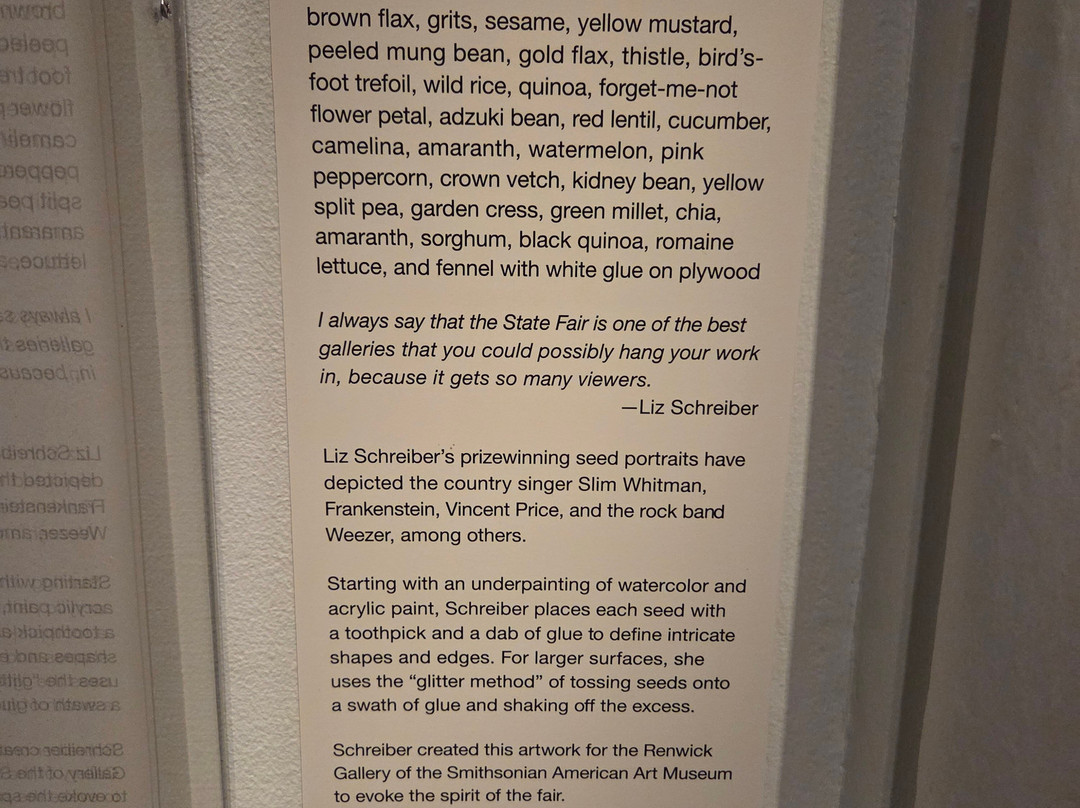 brown flax, grits, sesame, yellow mustard,
peeled mung bean, gold flax, thistle, bird's-
foot trefoil, wild rice, quinoa, forget-me-not
flower petal, adzuki bean, red lentil, cucumber,
camelina, amaranth, watermelon, pink
peppercorn, crown vetch, kidney bean, yellow
split pea, garden cress, green millet, chia,
amaranth, sorghum, black quinoa, romaine
lettuce, and fennel with white glue on plywood
I always say that the State Fair is one of the best
galleries that you could possibly hang your work
in, because it gets so many viewers.
—Liz Schreiber
Liz Schreiber's prizewinning seed portraits have
depicted the country singer Slim Whitman,
Frankenstein, Vincent Price, and the rock band
Weezer, among others.
Starting with an underpainting of watercolor and
acrylic paint, Schreiber places each seed with
a toothpick and a dab of glue to define intricate
shapes and edges. For larger surfaces, she
uses the “glitter method” of tossing seeds onto
a swath of glue and shaking off the excess.
Schreiber created this artwork for the Renwick
Gallery of the Smithsonian American Art Museum
to evoke the spirit of the fair.